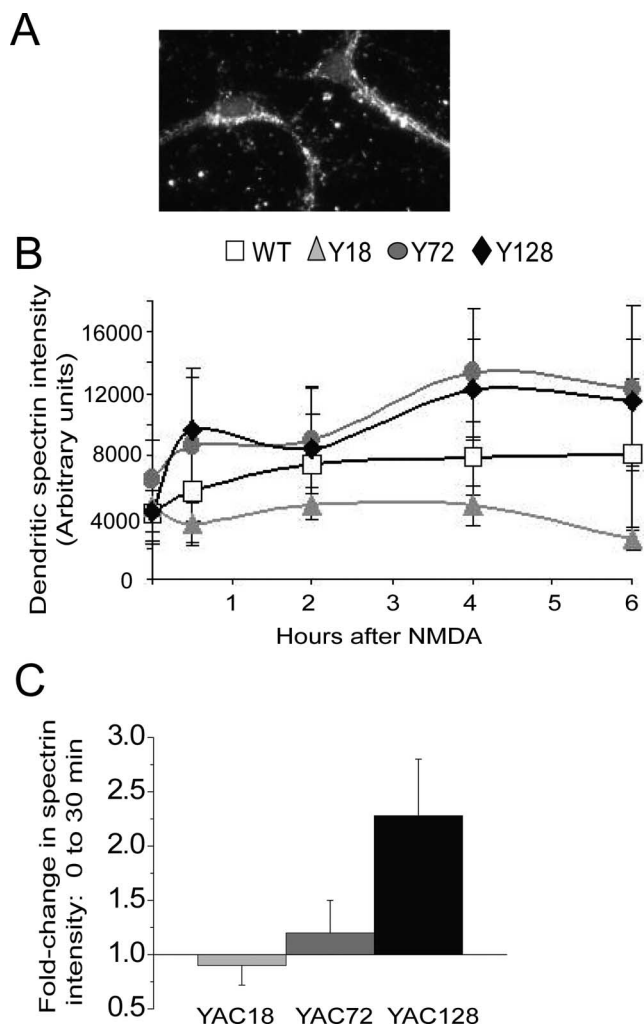 A
B
WT Y18 Y72 Y128
Dendritic spectrin intensity
(Arbitrary units)
16000
12000
8000
4000
0
1 2 3 4 5 6
Hours after NMDA
C
Fold-change in spectrin
intensity: 0 to 30 min
3.0
2.5
2.0
1.5
1.0
0.5
YAC18 YAC72 YAC128